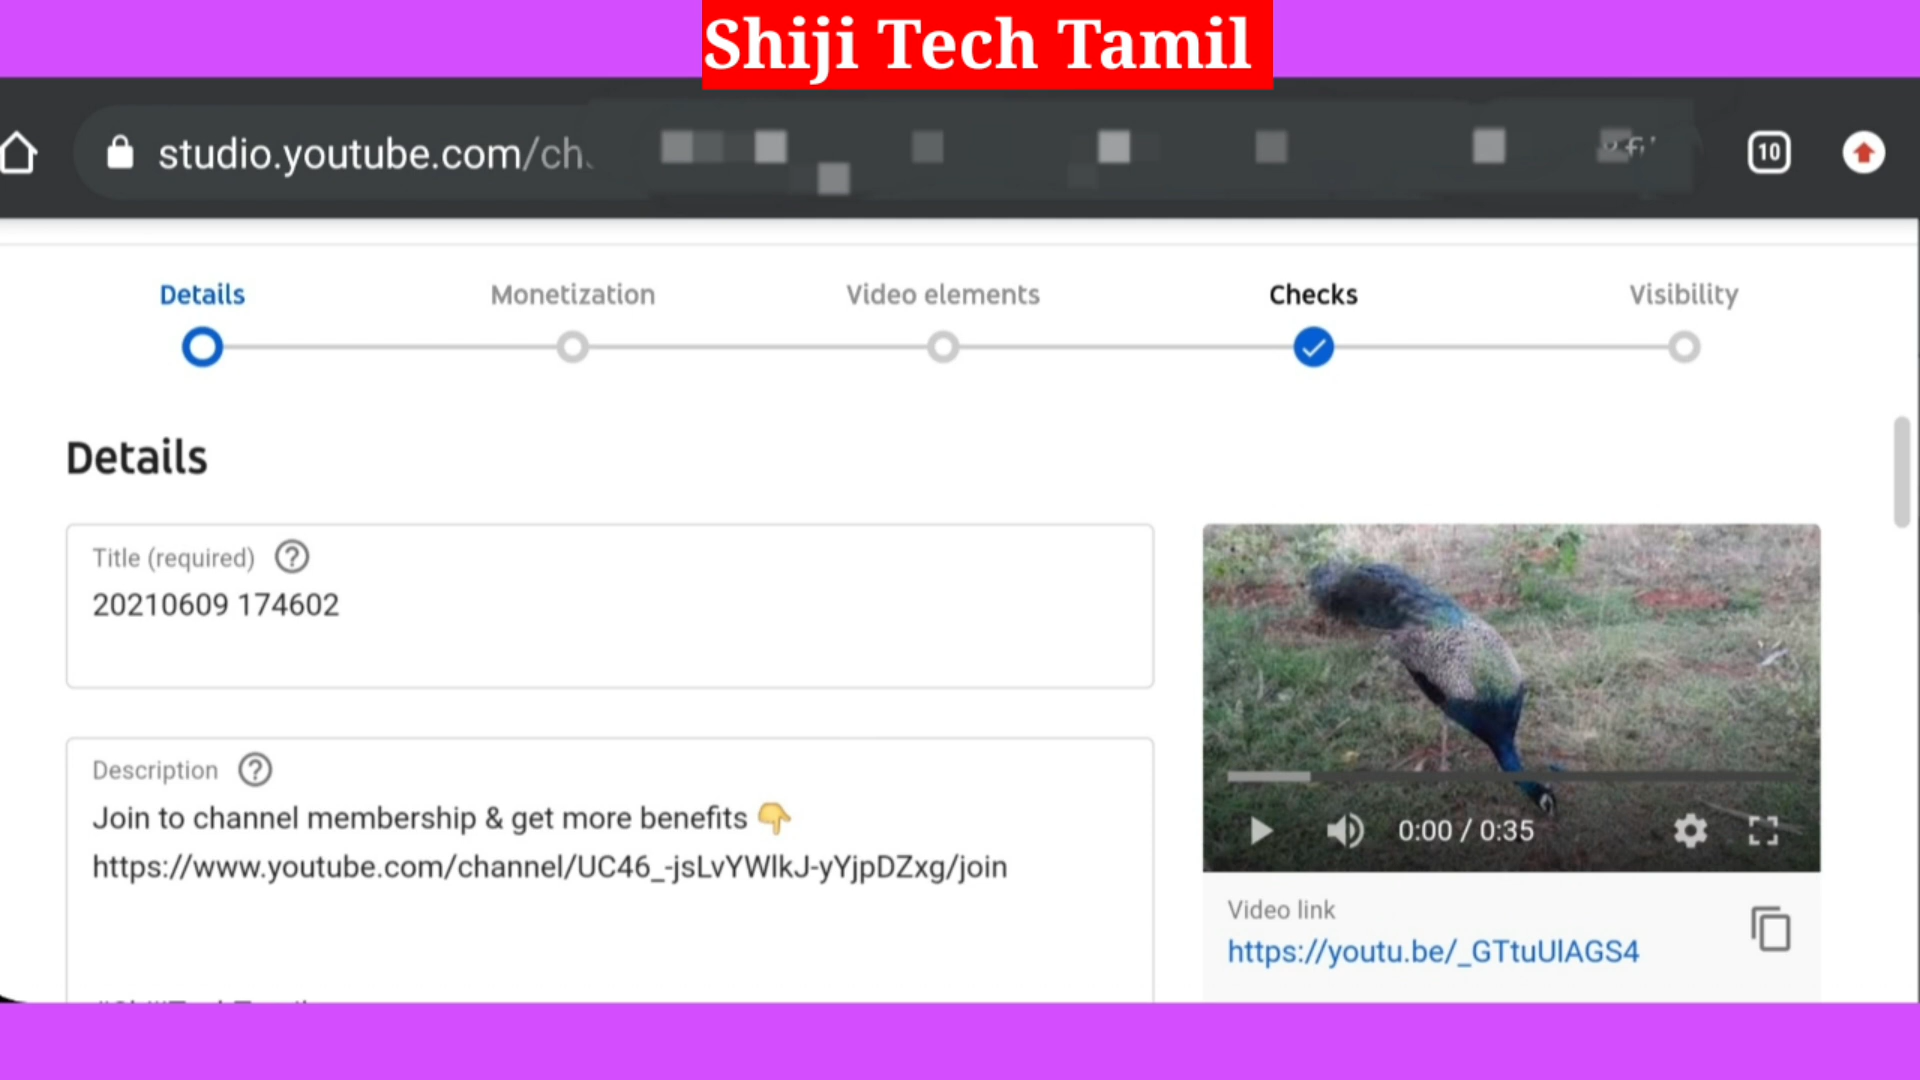 Shiji Tech Tamil
studio.youtube.com/ch
10
Details Monetization Video elements Checks Visibility
Details
Title (required)
20210609 174602
Description
Join to channel membership & get more benefits 👇
https://www.youtube.com/channel/UC46_-jsLvYWlkJ-yYjpDZxg/join
0:00 / 0:35
Video link
https://youtu.be/_GTtuUlAGS4